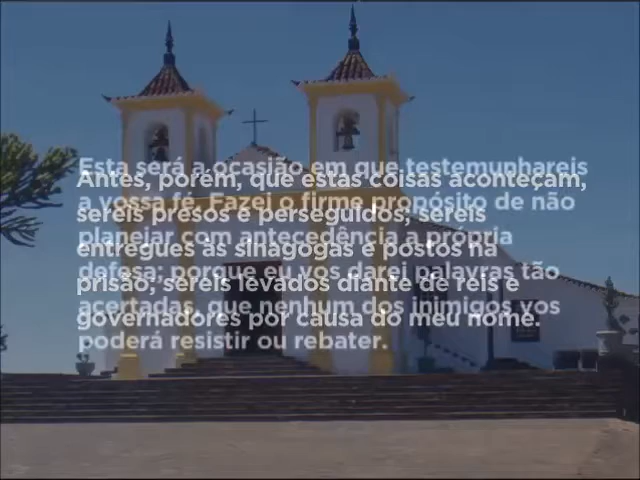 Antes, porém, que estas coisas aconteçam,
sereis presos e perseguidos; sereis
entregues às sinagogas e postos na
prisão; sereis levados diante de reis e
governadores por causa do meu nome.
Esta será a ocasião em que testemunhareis
a vossa fé. Fazei o firme propósito de não
planejar com antecedência a própria
defesa; porque eu vos darei palavras tão
acertadas, que nenhum dos inimigos vos
poderá resistir ou rebater.